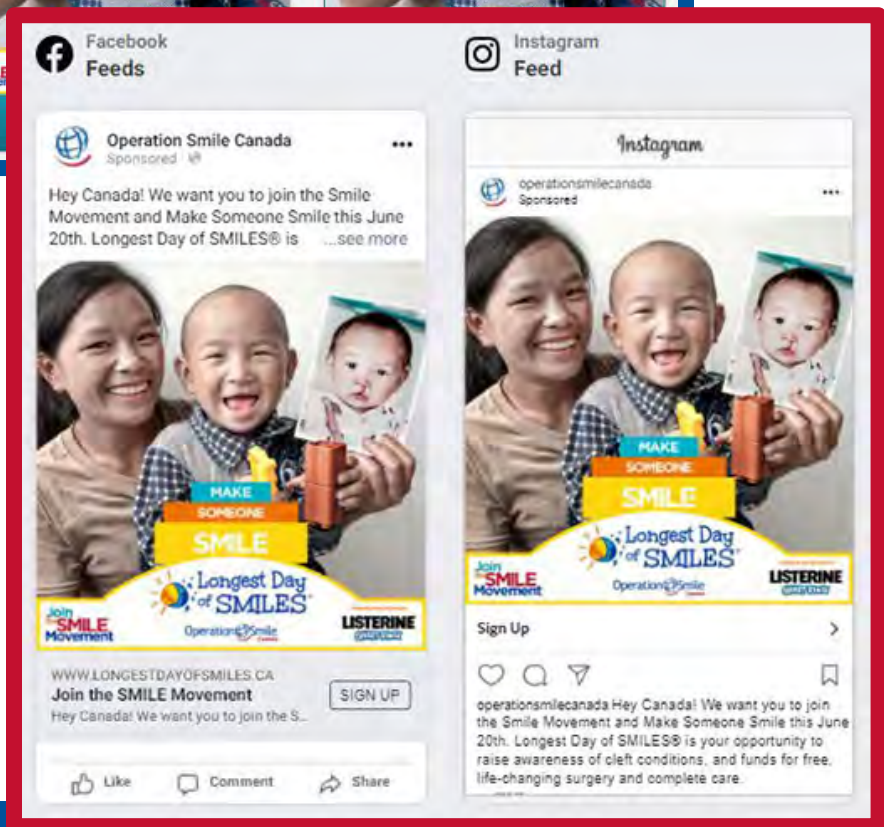 Facebook
Feeds
Operation Smile Canada
Sponsored
Hey Canada! We want you to join the Smile
Movement and Make Someone Smile this June
20th. Longest Day of SMILES® is ...see more
MAKE
SOMEONE
SMILE
Longest Day
of SMILES
Join
the SMILE
Movement
Operation Smile
Canada
LISTERINE
WWW.LONGESTDAYOFSMILES.CA
Join the SMILE Movement
Hey Canada! We want you to join the S...
SIGN UP
Like
Comment
Share
Instagram
Feed
Instagram
operationsmilecanada
Sponsored
MAKE
SOMEONE
SMILE
Longest Day
of SMILES
Join
the SMILE
Movement
Operation Smile
Canada
LISTERINE
Sign Up
operationsmilecanada Hey Canada! We want you to join
the Smile Movement and Make Someone Smile this June
20th. Longest Day of SMILES® is your opportunity to
raise awareness of cleft conditions, and funds for free,
life-changing surgery and complete care.